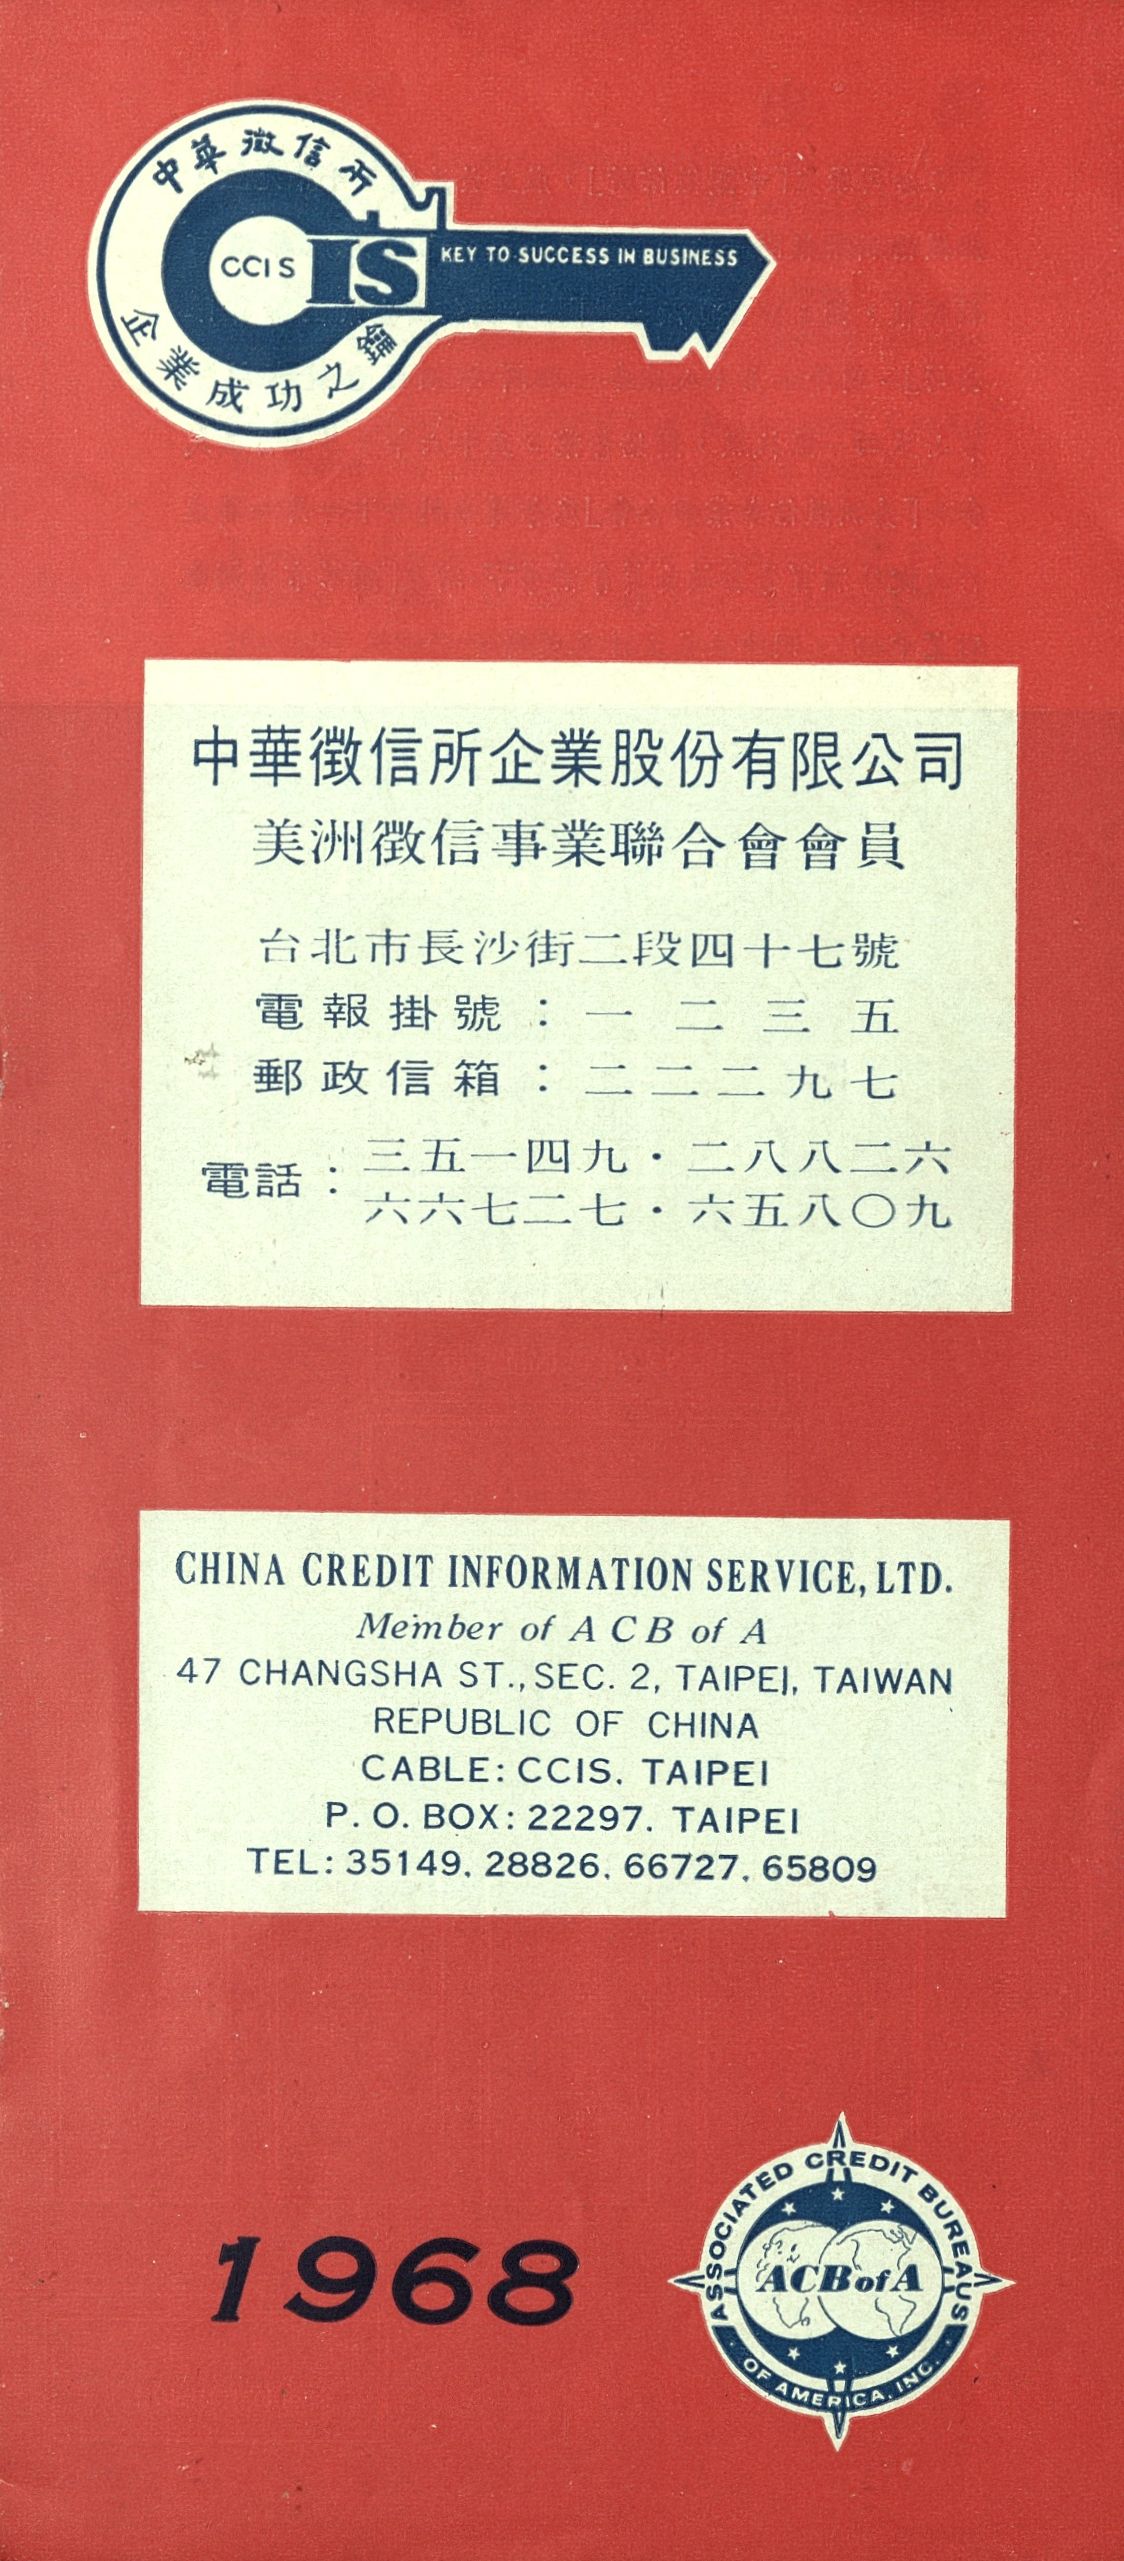 中華徵信所
CCIS
IS
KEY TO SUCCESS IN BUSINESS
企業成功之鑰
中華徵信所企業股份有限公司
美洲徵信事業聯合會會員
台北市長沙街二段四十七號
電報掛號：一二三五
郵政信箱：二二二九七
電話：三五一四九・二八八二六
六六七二七・六五八〇九
CHINA CREDIT INFORMATION SERVICE, LTD.
Member of A C B of A
47 CHANGSHA ST., SEC. 2, TAIPEI, TAIWAN
REPUBLIC OF CHINA
CABLE: CCIS. TAIPEI
P. O. BOX: 22297. TAIPEI
TEL: 35149. 28826. 66727. 65809
1968
ASSOCIATED CREDIT BUREAUS
ACB of A
OF AMERICA, INC.